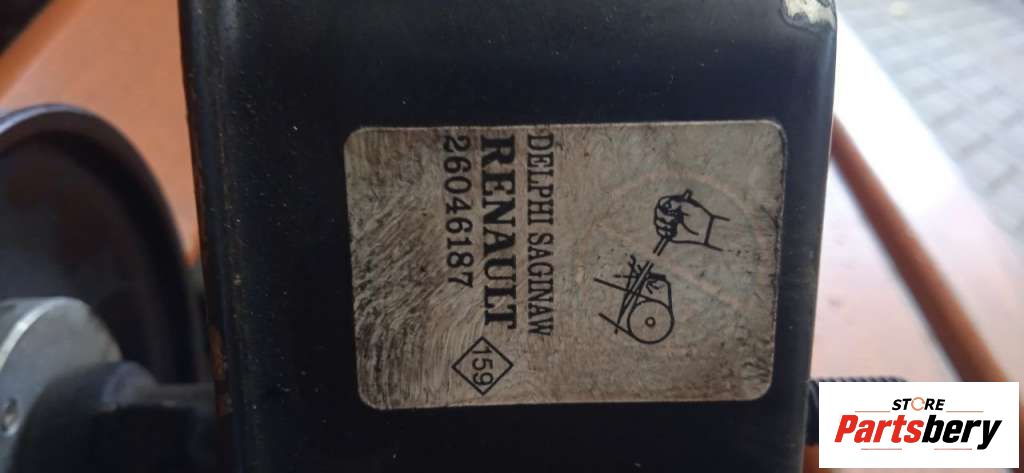 DELPHI SAGINAW
RENAULT
26046187
159
STORE
Partsbery